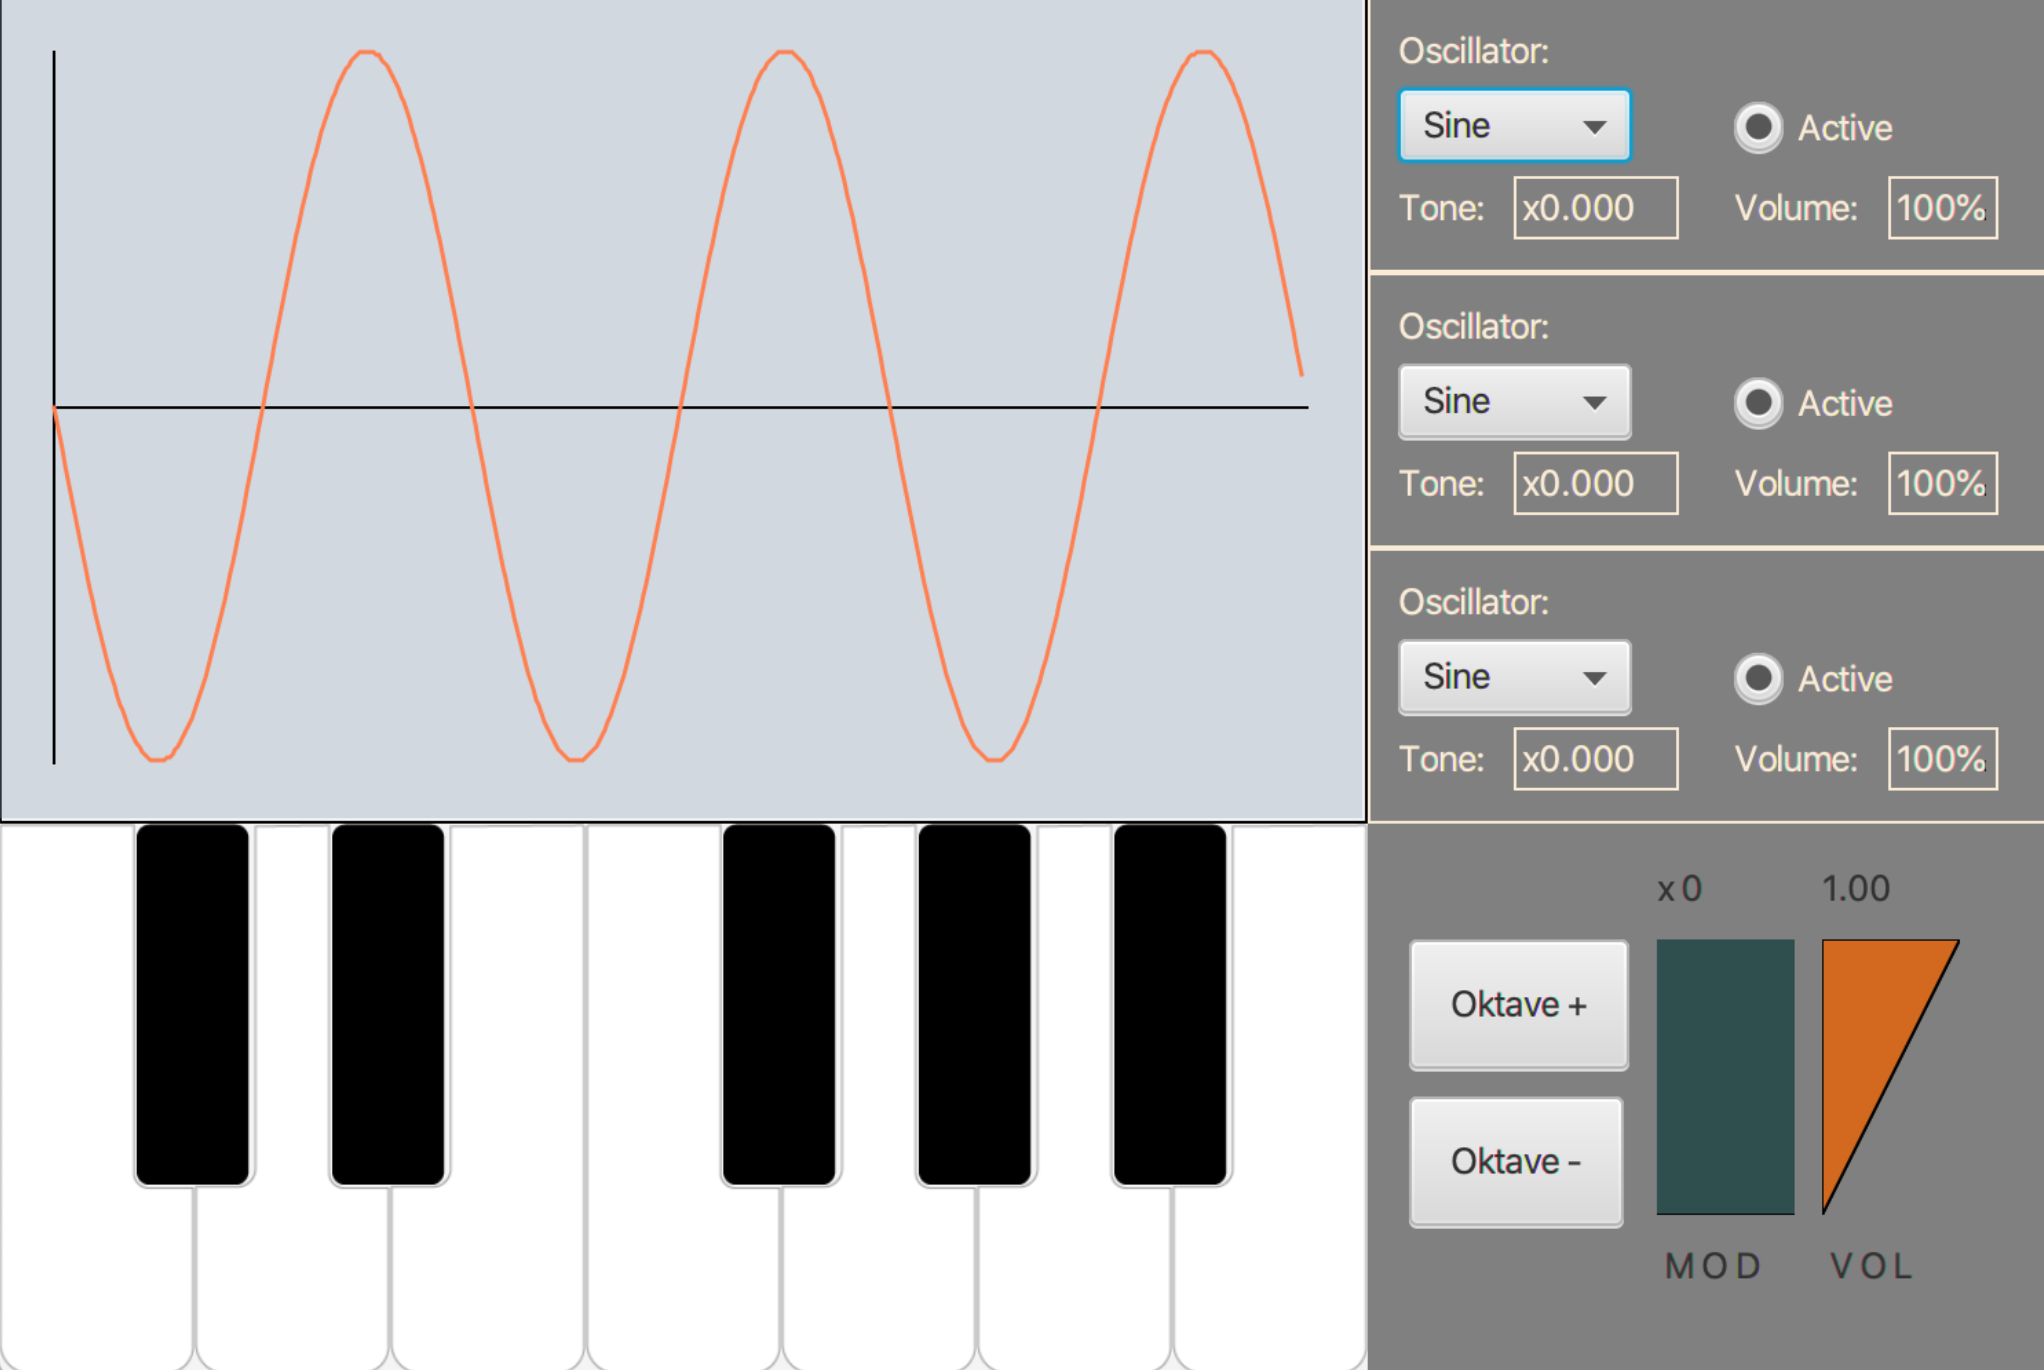 Oscillator:
Sine
Active
Tone: x0.000
Volume: 100%
Oscillator:
Sine
Active
Tone: x0.000
Volume: 100%
Oscillator:
Sine
Active
Tone: x0.000
Volume: 100%
x0
1.00
Oktave +
Oktave -
MOD
VOL